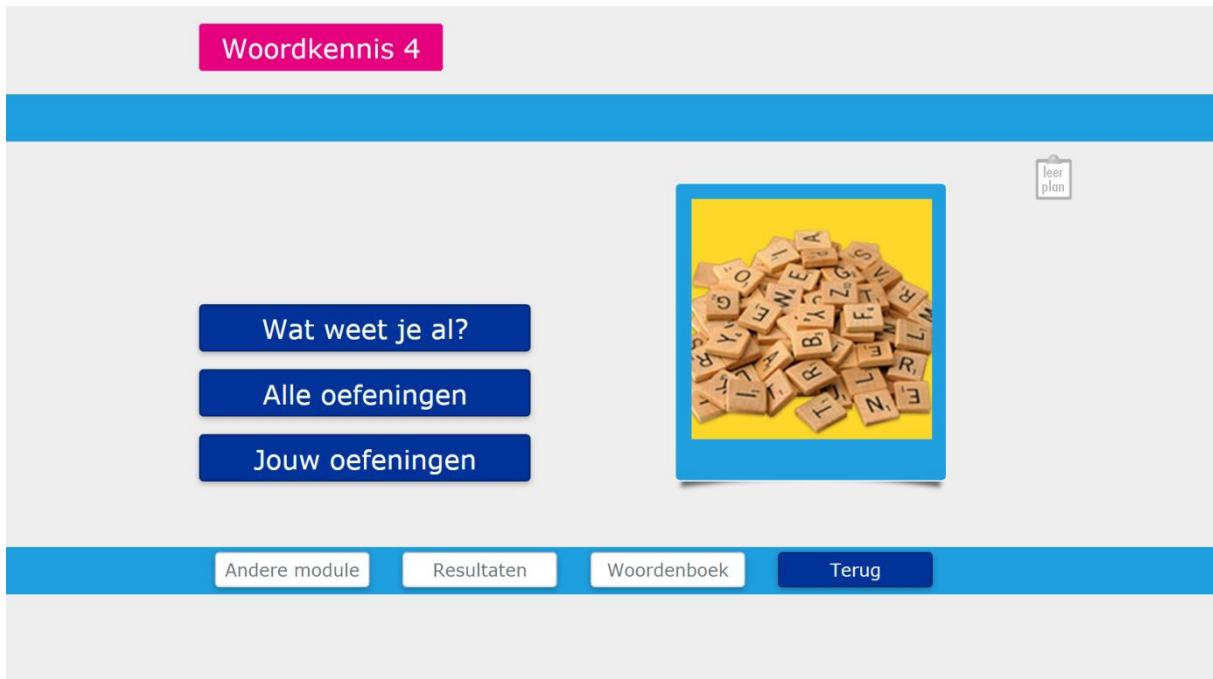 Woordkennis 4
leer
plan
Wat weet je al?
Alle oefeningen
Jouw oefeningen
Andere module
Resultaten
Woordenboek
Terug